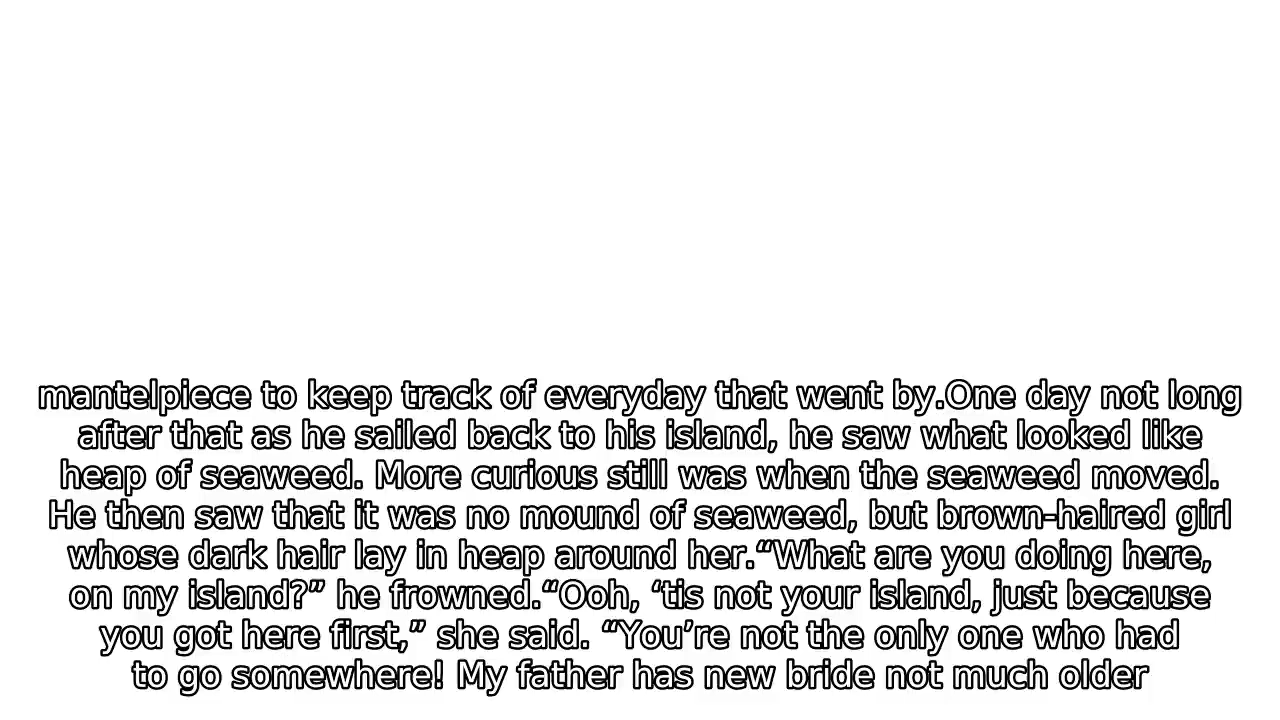 mantelpiece to keep track of everyday that went by.One day not long
after that as he sailed back to his island, he saw what looked like
heap of seaweed. More curious still was when the seaweed moved.
He then saw that it was no mound of seaweed, but brown-haired girl
whose dark hair lay in heap around her.“What are you doing here,
on my island?” he frowned.“Ooh, ‘tis not your island, just because
you got here first,” she said. “You’re not the only one who had
to go somewhere! My father has new bride not much older